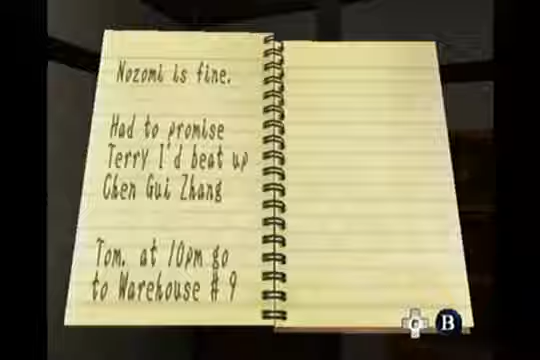 Nozomi is fine.
Had to promise
Terry I'd beat up
Chen Gui Zhang
Tom. at 10pm go
to Warehouse # 9
B